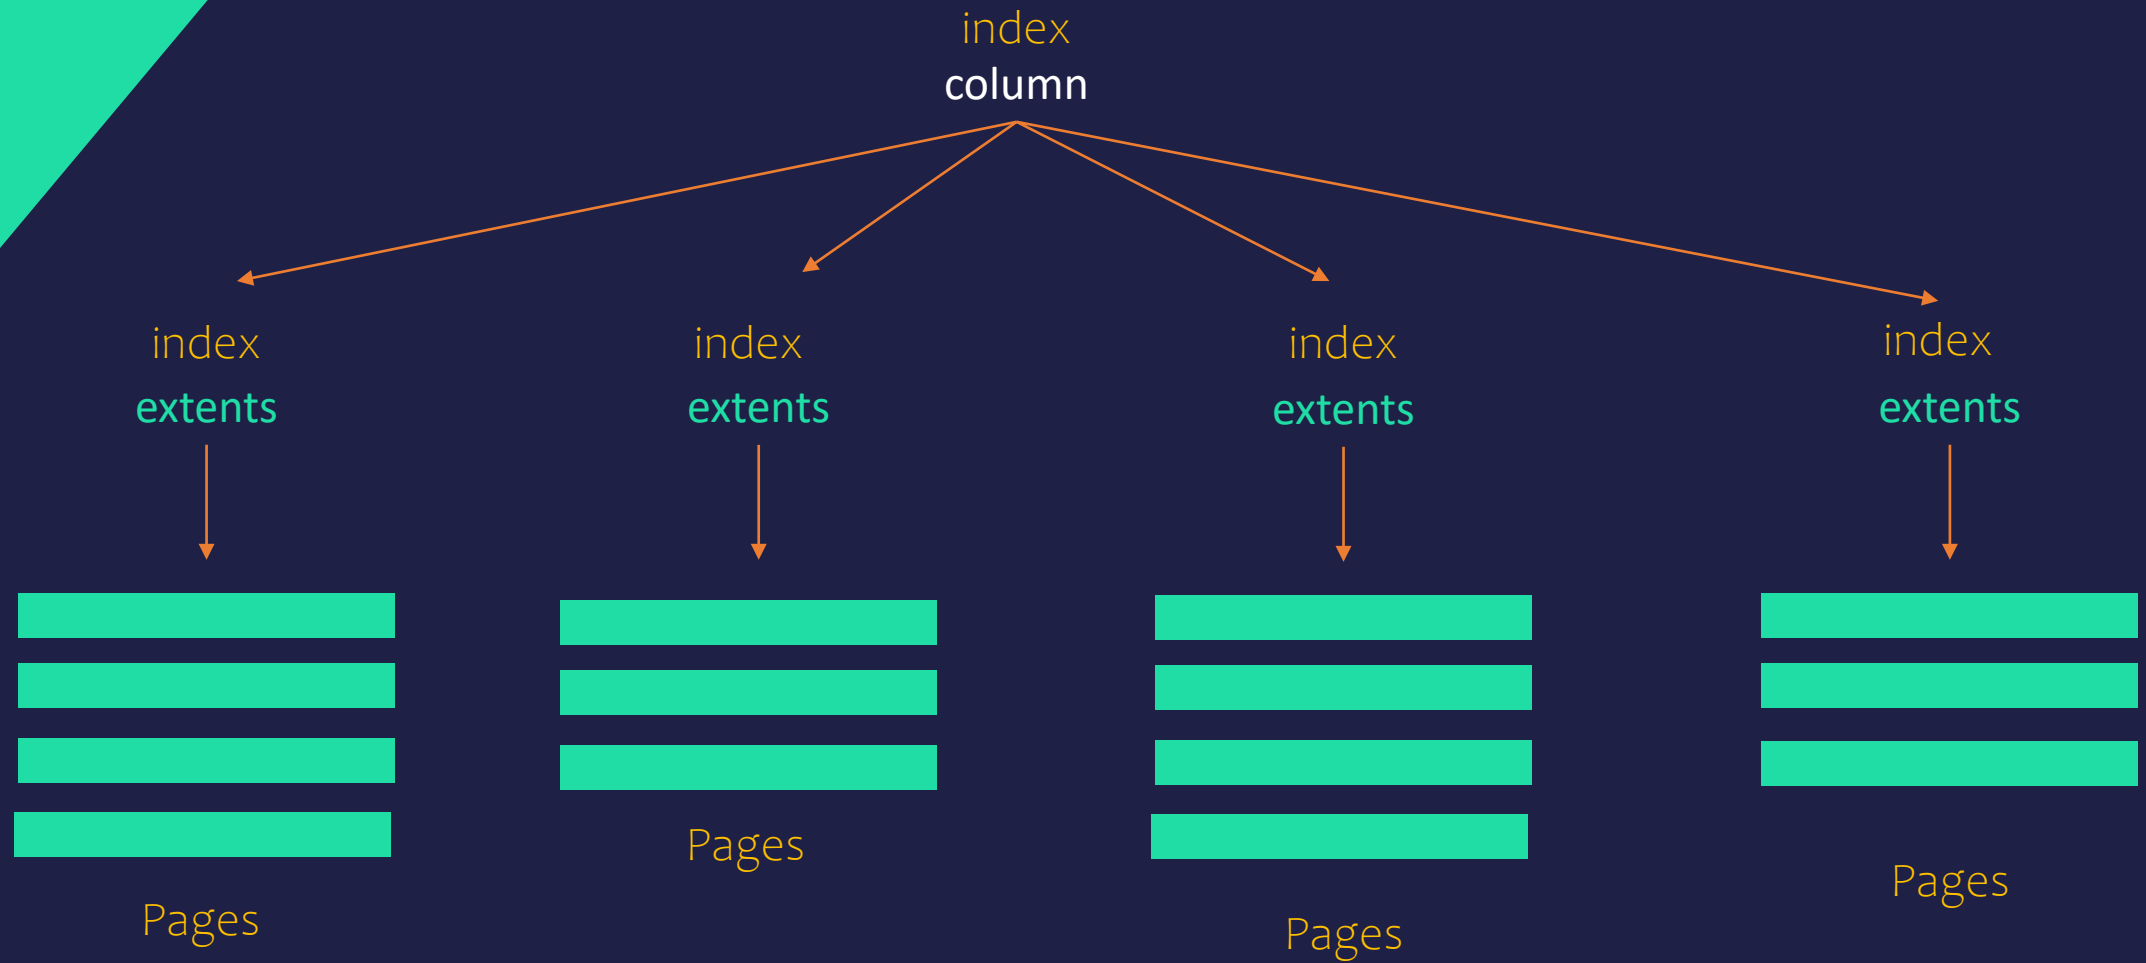 index
column
index
extents
index
extents
index
extents
index
extents
Pages
Pages
Pages
Pages